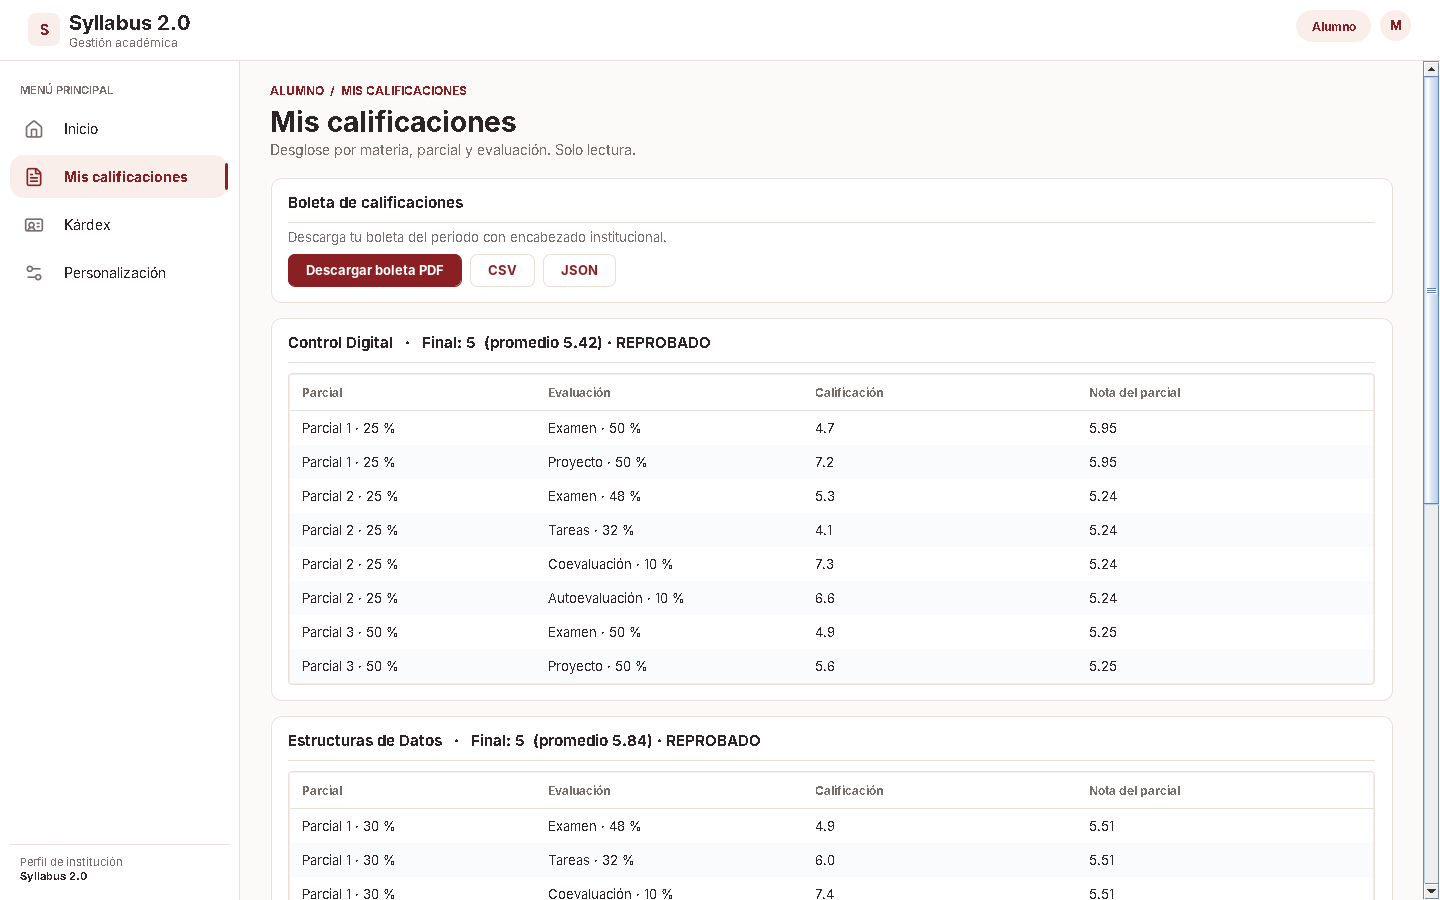 S
Syllabus 2.0
Gestión académica
Alumno
M
MENÚ PRINCIPAL
Inicio
Mis calificaciones
Kárdex
Personalización
Perfil de institución
Syllabus 2.0
ALUMNO / MIS CALIFICACIONES
Mis calificaciones
Desglose por materia, parcial y evaluación. Solo lectura.
Boleta de calificaciones
Descarga tu boleta del periodo con encabezado institucional.
Descargar boleta PDF CSV JSON
Control Digital · Final: 5 (promedio 5.42) · REPROBADO
Parcial Evaluación Calificación Nota del parcial
Parcial 1 · 25 % Examen · 50 % 4.7 5.95
Parcial 1 · 25 % Proyecto · 50 % 7.2 5.95
Parcial 2 · 25 % Examen · 48 % 5.3 5.24
Parcial 2 · 25 % Tareas · 32 % 4.1 5.24
Parcial 2 · 25 % Coevaluación · 10 % 7.3 5.24
Parcial 2 · 25 % Autoevaluación · 10 % 6.6 5.24
Parcial 3 · 50 % Examen · 50 % 4.9 5.25
Parcial 3 · 50 % Proyecto · 50 % 5.6 5.25
Estructuras de Datos · Final: 5 (promedio 5.84) · REPROBADO
Parcial Evaluación Calificación Nota del parcial
Parcial 1 · 30 % Examen · 48 % 4.9 5.51
Parcial 1 · 30 % Tareas · 32 % 6.0 5.51
Parcial 1 · 30 % Coevaluación · 10 % 7.4 5.51